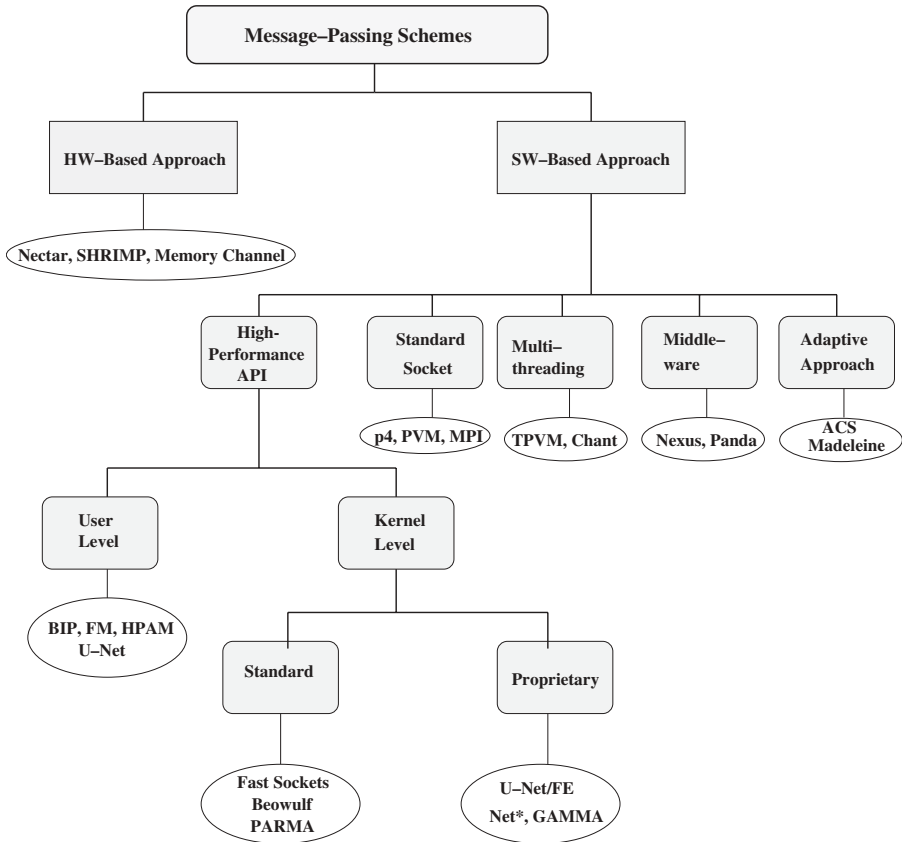 Message–Passing Schemes
HW–Based Approach
SW–Based Approach
Nectar, SHRIMP, Memory Channel
High-
Performance
API
Standard
Socket
Multi–
threading
Middle–
ware
Adaptive
Approach
p4, PVM, MPI
TPVM, Chant
Nexus, Panda
ACS
Madeleine
User
Level
Kernel
Level
BIP, FM, HPAM
U–Net
Standard
Proprietary
Fast Sockets
Beowulf
PARMA
U–Net/FE
Net*, GAMMA